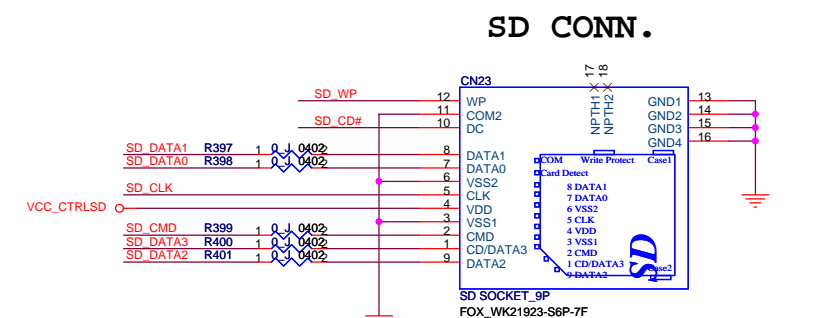 SD CONN.
CN23
17
18
SD_WP 12 WP NPTH1 NPTH2 GND1 13
11 COM2 GND2 14
SD_CD# 10 DC GND3 15
GND4 16
SD_DATA1 R397 1 0_J_0402 2 8 DATA1
SD_DATA0 R398 1 0_J_0402 2 7 DATA0
6 VSS2
SD_CLK 5 CLK
VCC_CTRLSD 4 VDD
3 VSS1
SD_CMD R399 1 0_J_0402 2 2 CMD
SD_DATA3 R400 1 0_J_0402 2 1 CD/DATA3
SD_DATA2 R401 1 0_J_0402 2 9 DATA2
COM Write Protect Case1
Card Detect
8 DATA1
7 DATA0
6 VSS2
5 CLK
4 VDD
3 VSS1
2 CMD
1 CD/DATA3
9 DATA2
SD
Case2
SD SOCKET_9P
FOX_WK21923-S6P-7F